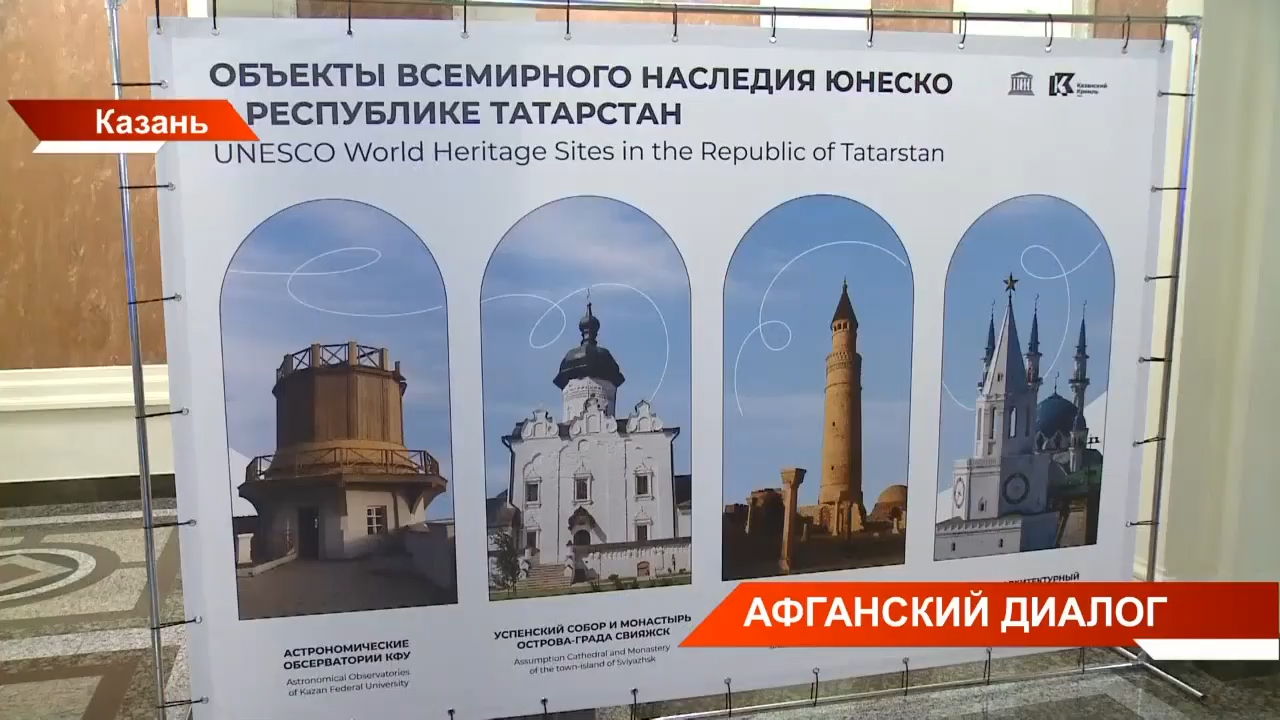 ОБЪЕКТЫ ВСЕМИРНОГО НАСЛЕДИЯ ЮНЕСКО
РЕСПУБЛИКЕ ТАТАРСТАН
UNESCO World Heritage Sites in the Republic of Tatarstan
Казанский
Кремль
Казань
АСТРОНОМИЧЕСКИЕ
ОБСЕРВАТОРИИ КФУ
Astronomical Observatories
of Kazan Federal University
УСПЕНСКИЙ СОБОР И МОНАСТЫРЬ
ОСТРОВА-ГРАДА СВИЯЖСК
Assumption Cathedral and Monastery
of the town-island of Sviyazhsk
АФГАНСКИЙ ДИАЛОГ